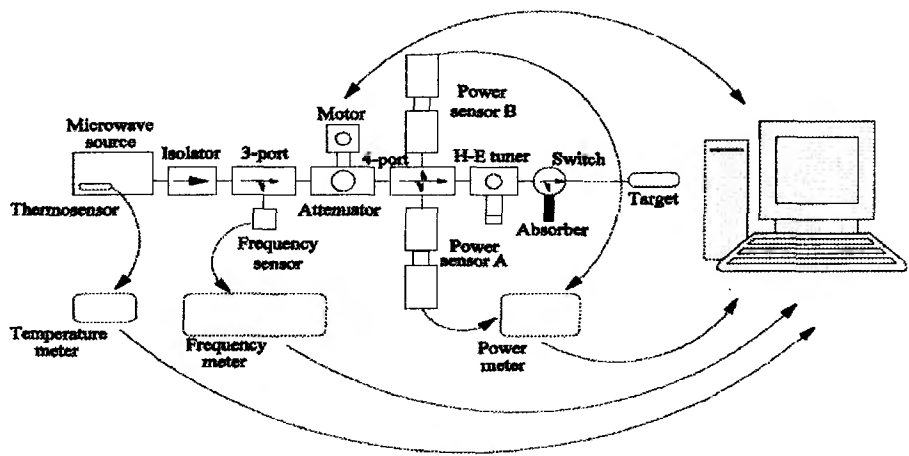 Power
sensor B
Motor
Microwave
source
Isolator
3-port
4-port
H-E tuner
Switch
Thermosensor
Attenuator
Target
Absorber
Frequency
sensor
Power
sensor A
Temperature
meter
Frequency
meter
Power
meter